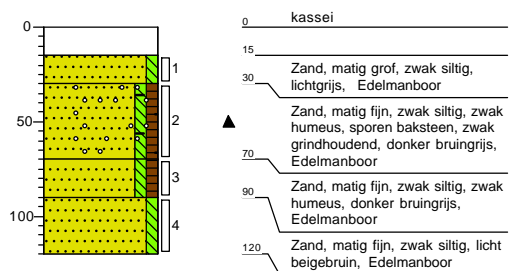 0
50
100
1
2
3
4
0 kassei
15
Zand, matig grof, zwak siltig,
30 lichtgrijs, Edelmanboor
Zand, matig fijn, zwak siltig, zwak
humeus, sporen baksteen, zwak
grindhoudend, donker bruingrijs,
70 Edelmanboor
Zand, matig fijn, zwak siltig, zwak
90 humeus, donker bruingrijs,
Edelmanboor
Zand, matig fijn, zwak siltig, licht
120 beigebruin, Edelmanboor